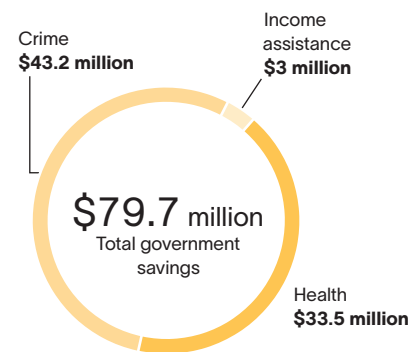 Crime
$43.2 million
Income
assistance
$3 million
$79.7 million
Total government
savings
Health
$33.5 million